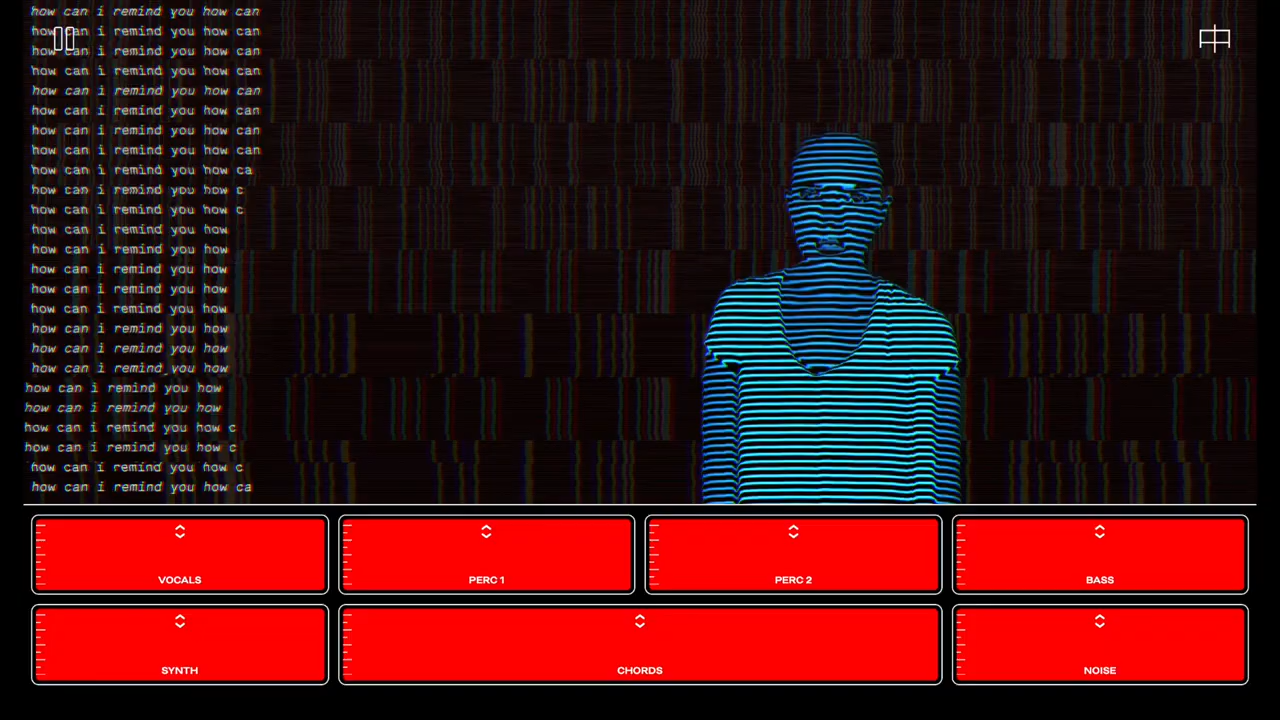 how can i remind you how can
how can i remind you how can
how can i remind you how can
how can i remind you how can
how can i remind you how can
how can i remind you how can
how can i remind you how can
how can i remind you how can
how can i remind you how ca
how can i remind you how c
how can i remind you how c
how can i remind you how
how can i remind you how
how can i remind you how
how can i remind you how
how can i remind you how
how can i remind you how
how can i remind you how
how can i remind you how
how can i remind you how
how can i remind you how
how can i remind you how c
how can i remind you how c
how can i remind you how c
how can i remind you how ca
VOCALS
PERC 1
PERC 2
BASS
SYNTH
CHORDS
NOISE